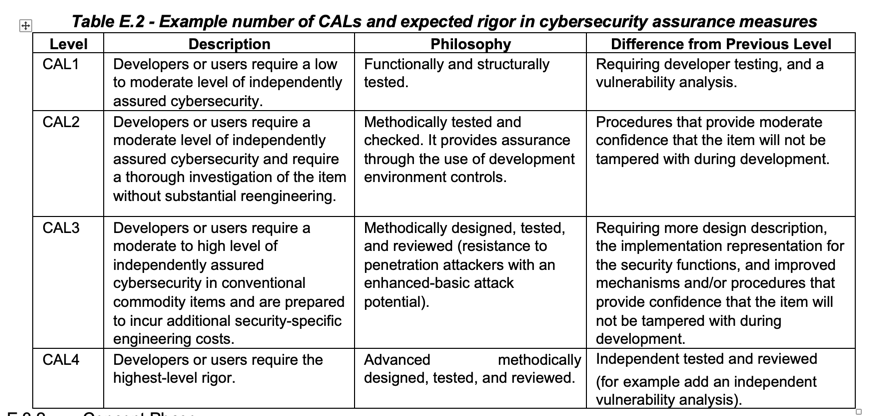 Table E.2 - Example number of CALs and expected rigor in cybersecurity assurance measures
Level Description Philosophy Difference from Previous Level
CAL1
Developers or users require a low
to moderate level of independently
assured cybersecurity.
Functionally and structurally
tested.
Requiring developer testing, and a
vulnerability analysis.
CAL2
Developers or users require a
moderate level of independently
assured cybersecurity and require
a thorough investigation of the item
without substantial reengineering.
Methodically tested and
checked. It provides assurance
through the use of development
environment controls.
Procedures that provide moderate
confidence that the item will not be
tampered with during development.
CAL3
Developers or users require a
moderate to high level of
independently assured
cybersecurity in conventional
commodity items and are prepared
to incur additional security-specific
engineering costs.
Methodically designed, tested,
and reviewed (resistance to
penetration attackers with an
enhanced-basic attack
potential).
Requiring more design description,
the implementation representation for
the security functions, and improved
mechanisms and/or procedures that
provide confidence that the item will
not be tampered with during
development.
CAL4
Developers or users require the
highest-level rigor.
Advanced methodically
designed, tested, and reviewed.
Independent tested and reviewed
(for example add an independent
vulnerability analysis).